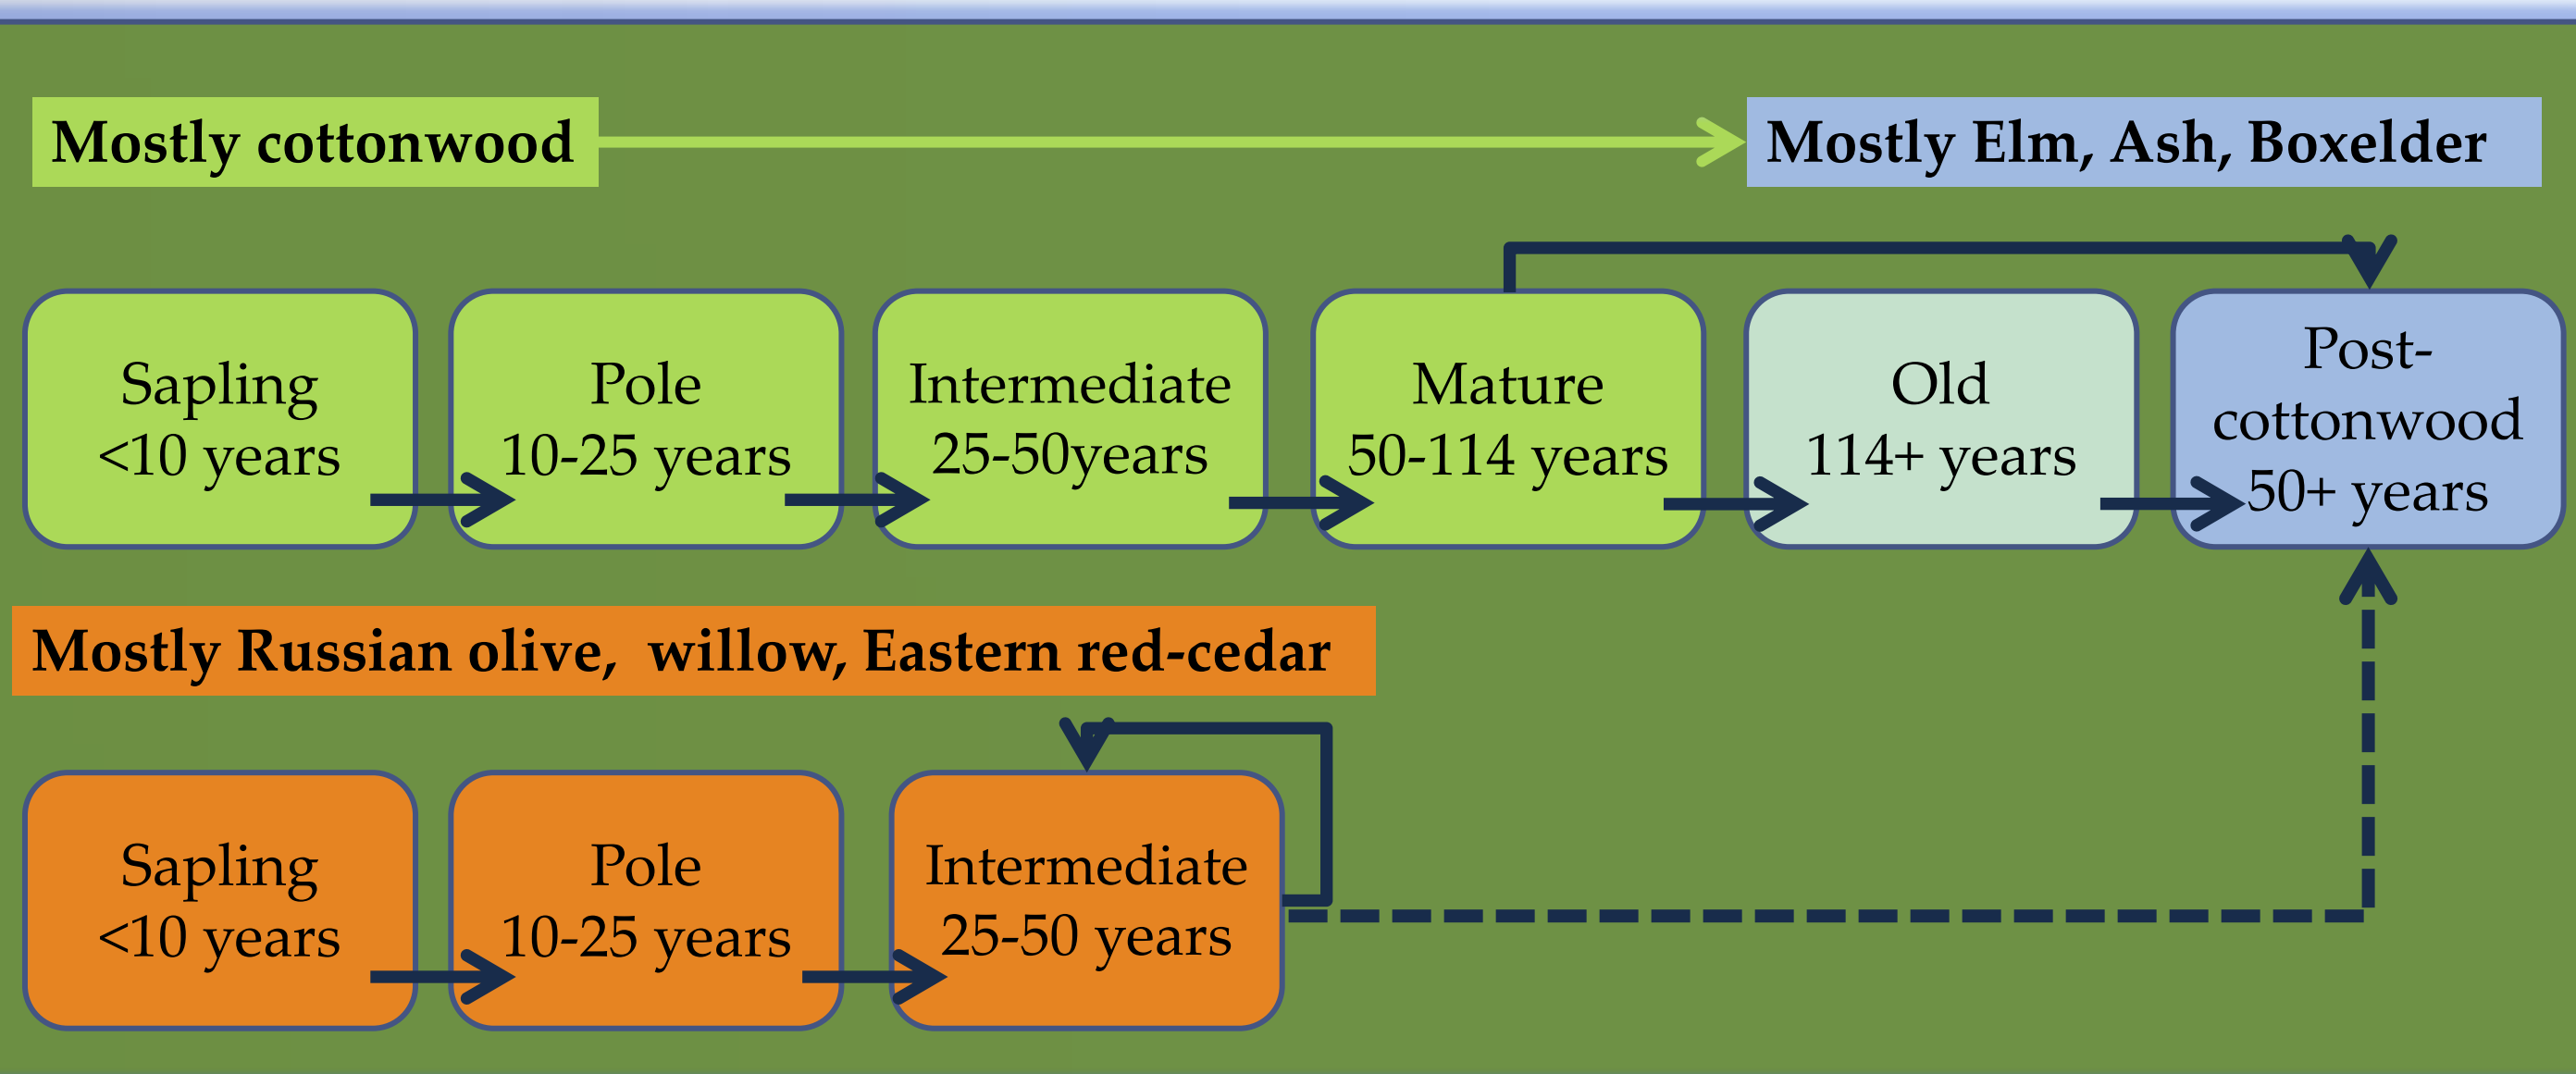 Mostly cottonwood
Mostly Elm, Ash, Boxelder
Sapling
<10 years
Pole
10-25 years
Intermediate
25-50years
Mature
50-114 years
Old
114+ years
Post-
cottonwood
50+ years
Mostly Russian olive,  willow, Eastern red-cedar
Sapling
<10 years
Pole
10-25 years
Intermediate
25-50 years